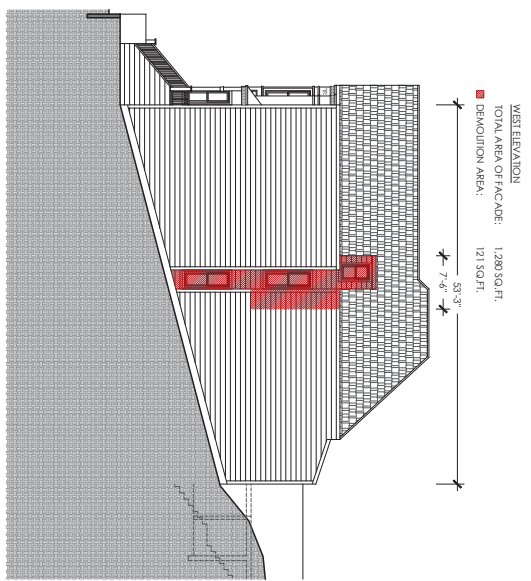 WEST ELEVATION
TOTAL AREA OF FACADE: 1,280 SQ.FT.
DEMOLITION AREA: 121 SQ.FT.
53'-3"
7'-6"